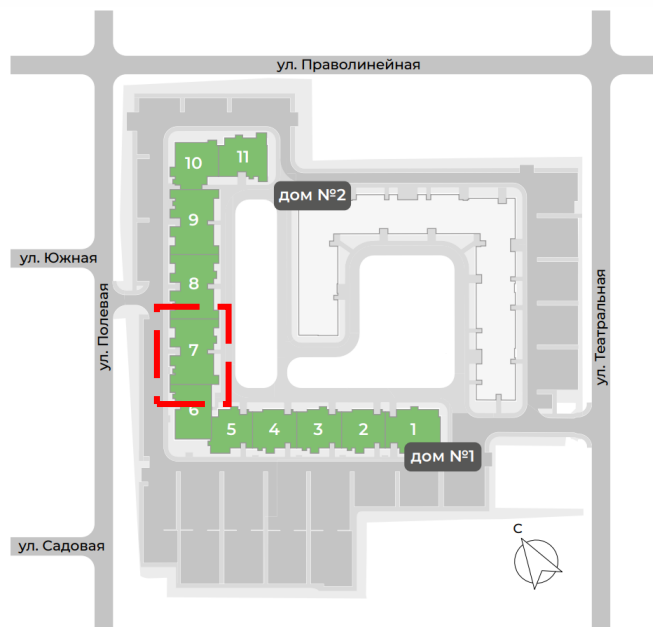 ул. Праволинейная
10
11
дом №2
9
ул. Южная
8
ул. Полевая
ул. Театральная
7
6
5
4
3
2
1
дом №1
С
ул. Садовая